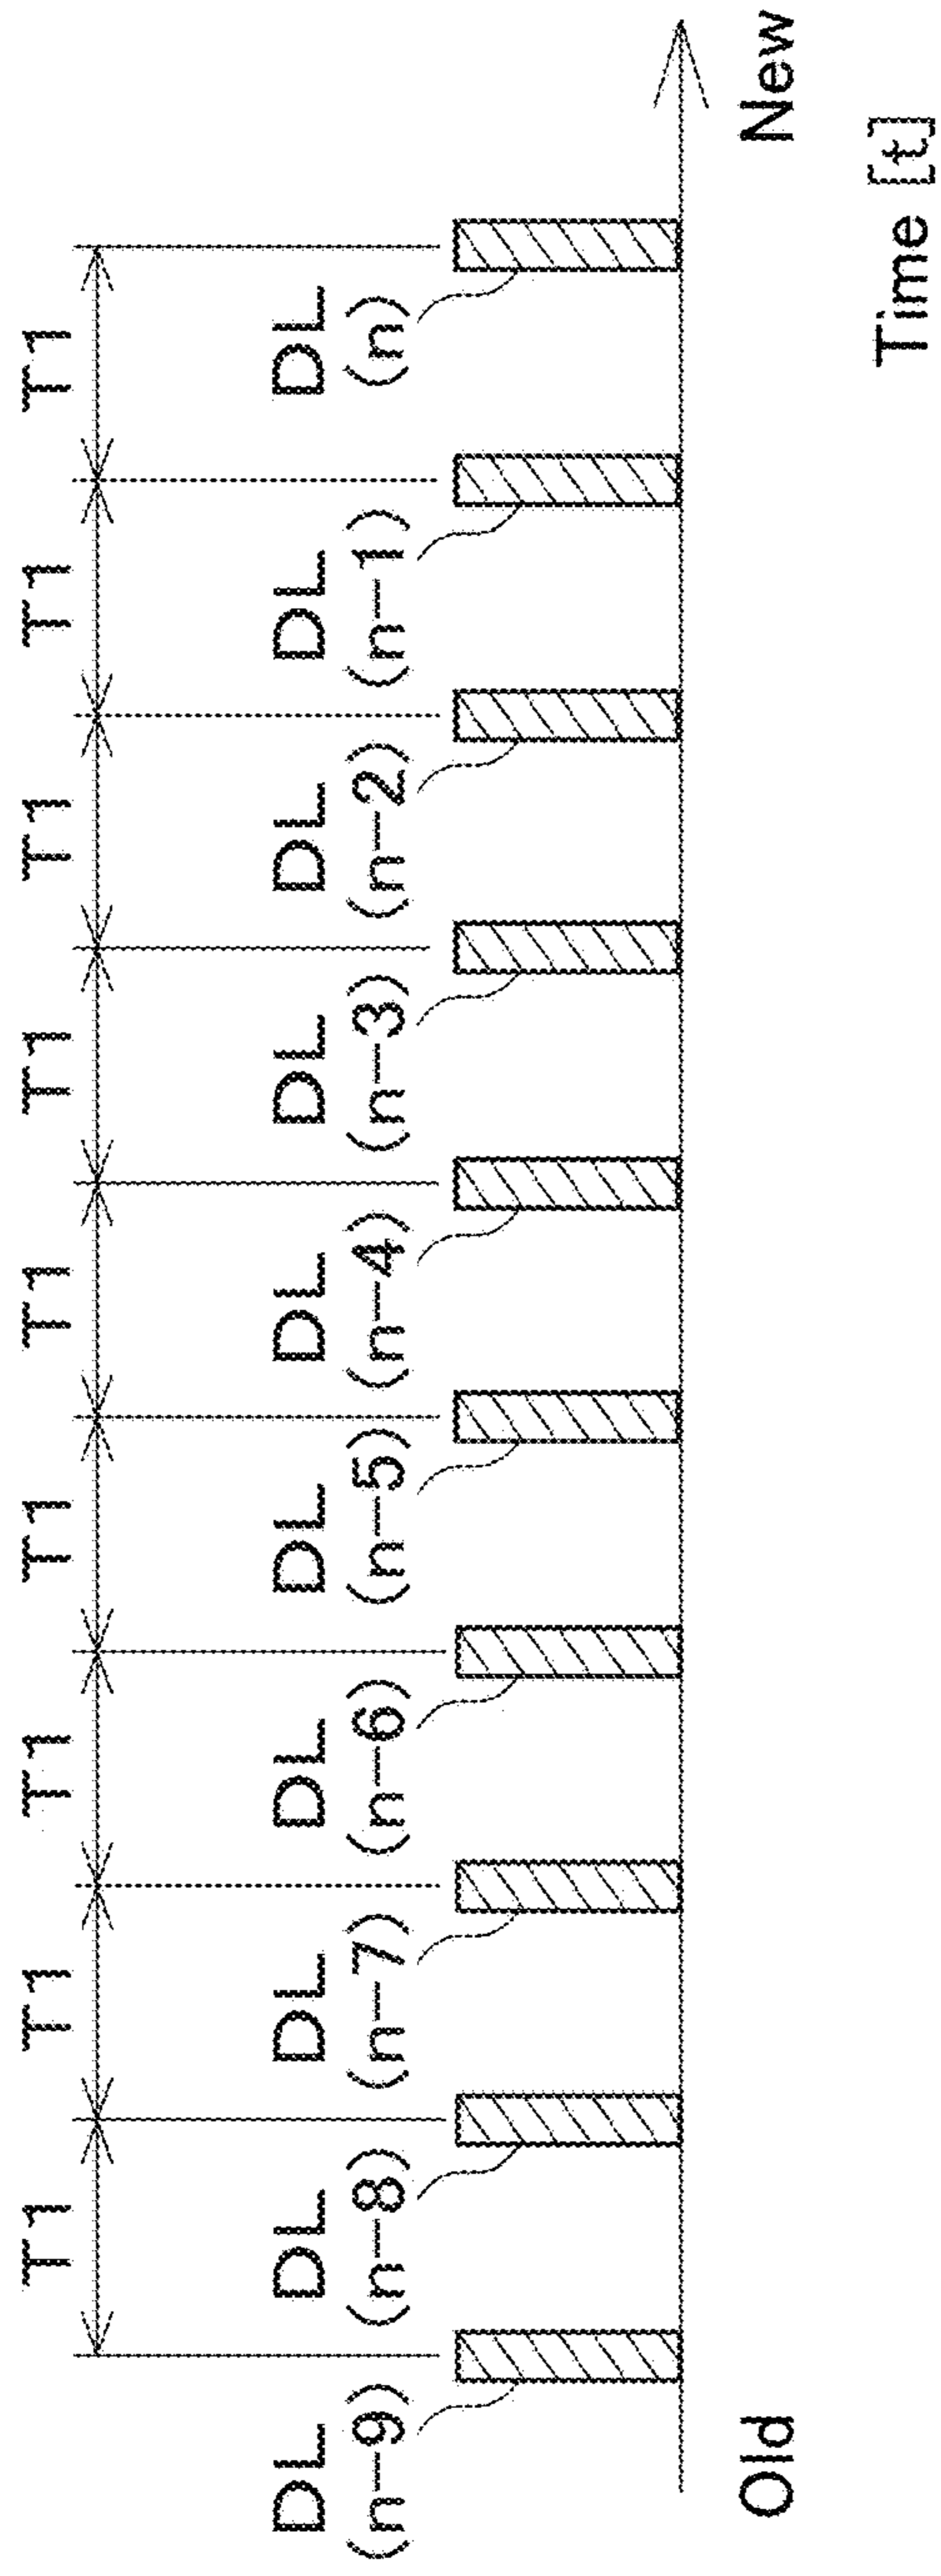 T1 T1 T1 T1 T1 T1 T1 T1 T1
DL DL DL DL DL DL DL DL DL DL
(n-9) (n-8) (n-7) (n-6) (n-5) (n-4) (n-3) (n-2) (n-1) (n)
Old New
Time [t]